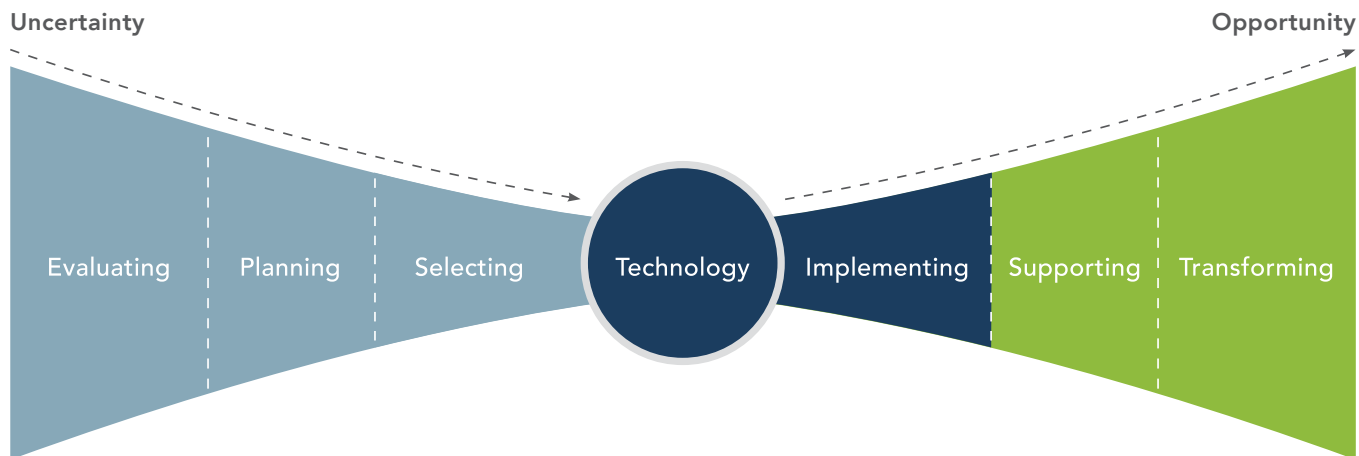 Uncertainty
Opportunity
Evaluating
Planning
Selecting
Technology
Implementing
Supporting
Transforming